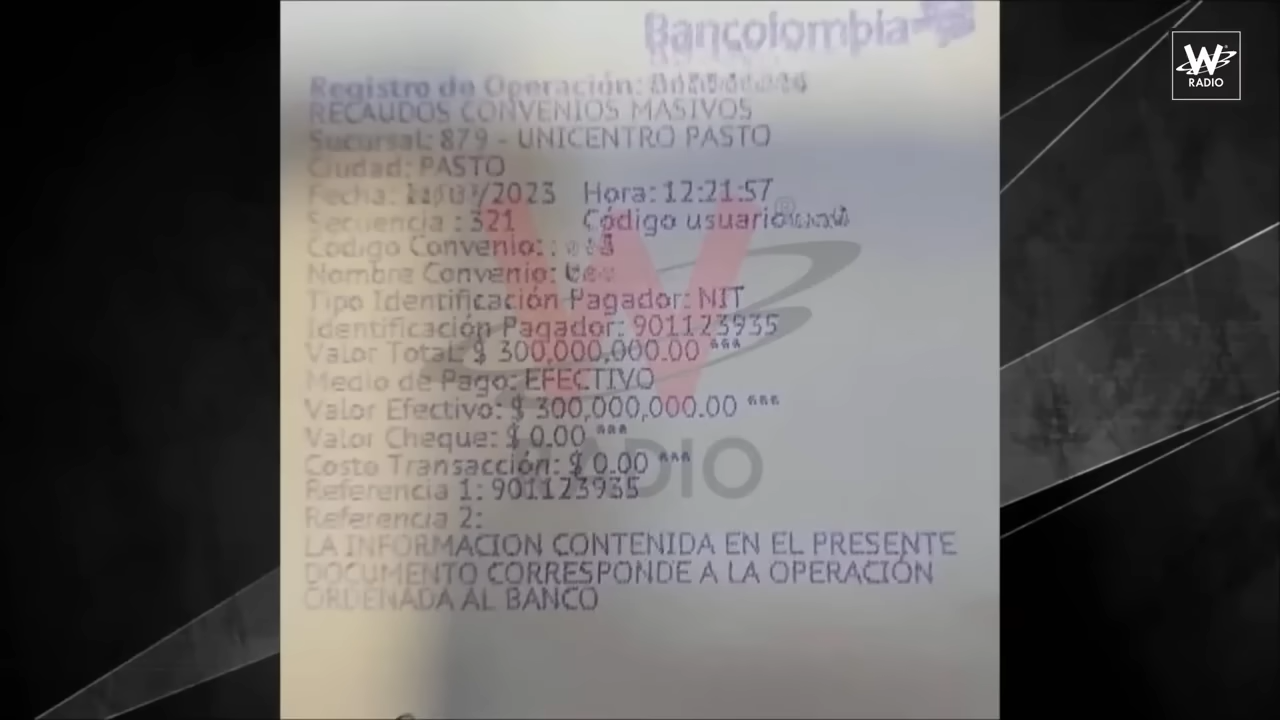 Bancolombia
W
RADIO
Registro de Operación:
RECAUDOS CONVENIOS MASIVOS
Sucursal: 879 - UNICENTRO PASTO
Ciudad: PASTO
Fecha: /2023 Hora: 12:21:57
Secuencia : 321 Código usuario
Codigo Convenio: :
Nombre Convenio:
Tipo Identificación Pagador: NIT
Identificación Pagador: 901123935
Valor Total: $ 300,000,000.00 ***
Medio de Pago: EFECTIVO
Valor Efectivo: $ 300,000,000.00 ***
Valor Cheque: $ 0.00 ***
Costo Transacción: $ 0.00 ***
Referencia 1: 901123935
Referencia 2:
LA INFORMACION CONTENIDA EN EL PRESENTE
DOCUMENTO CORRESPONDE A LA OPERACIÓN
ORDENADA AL BANCO
W
RADIO